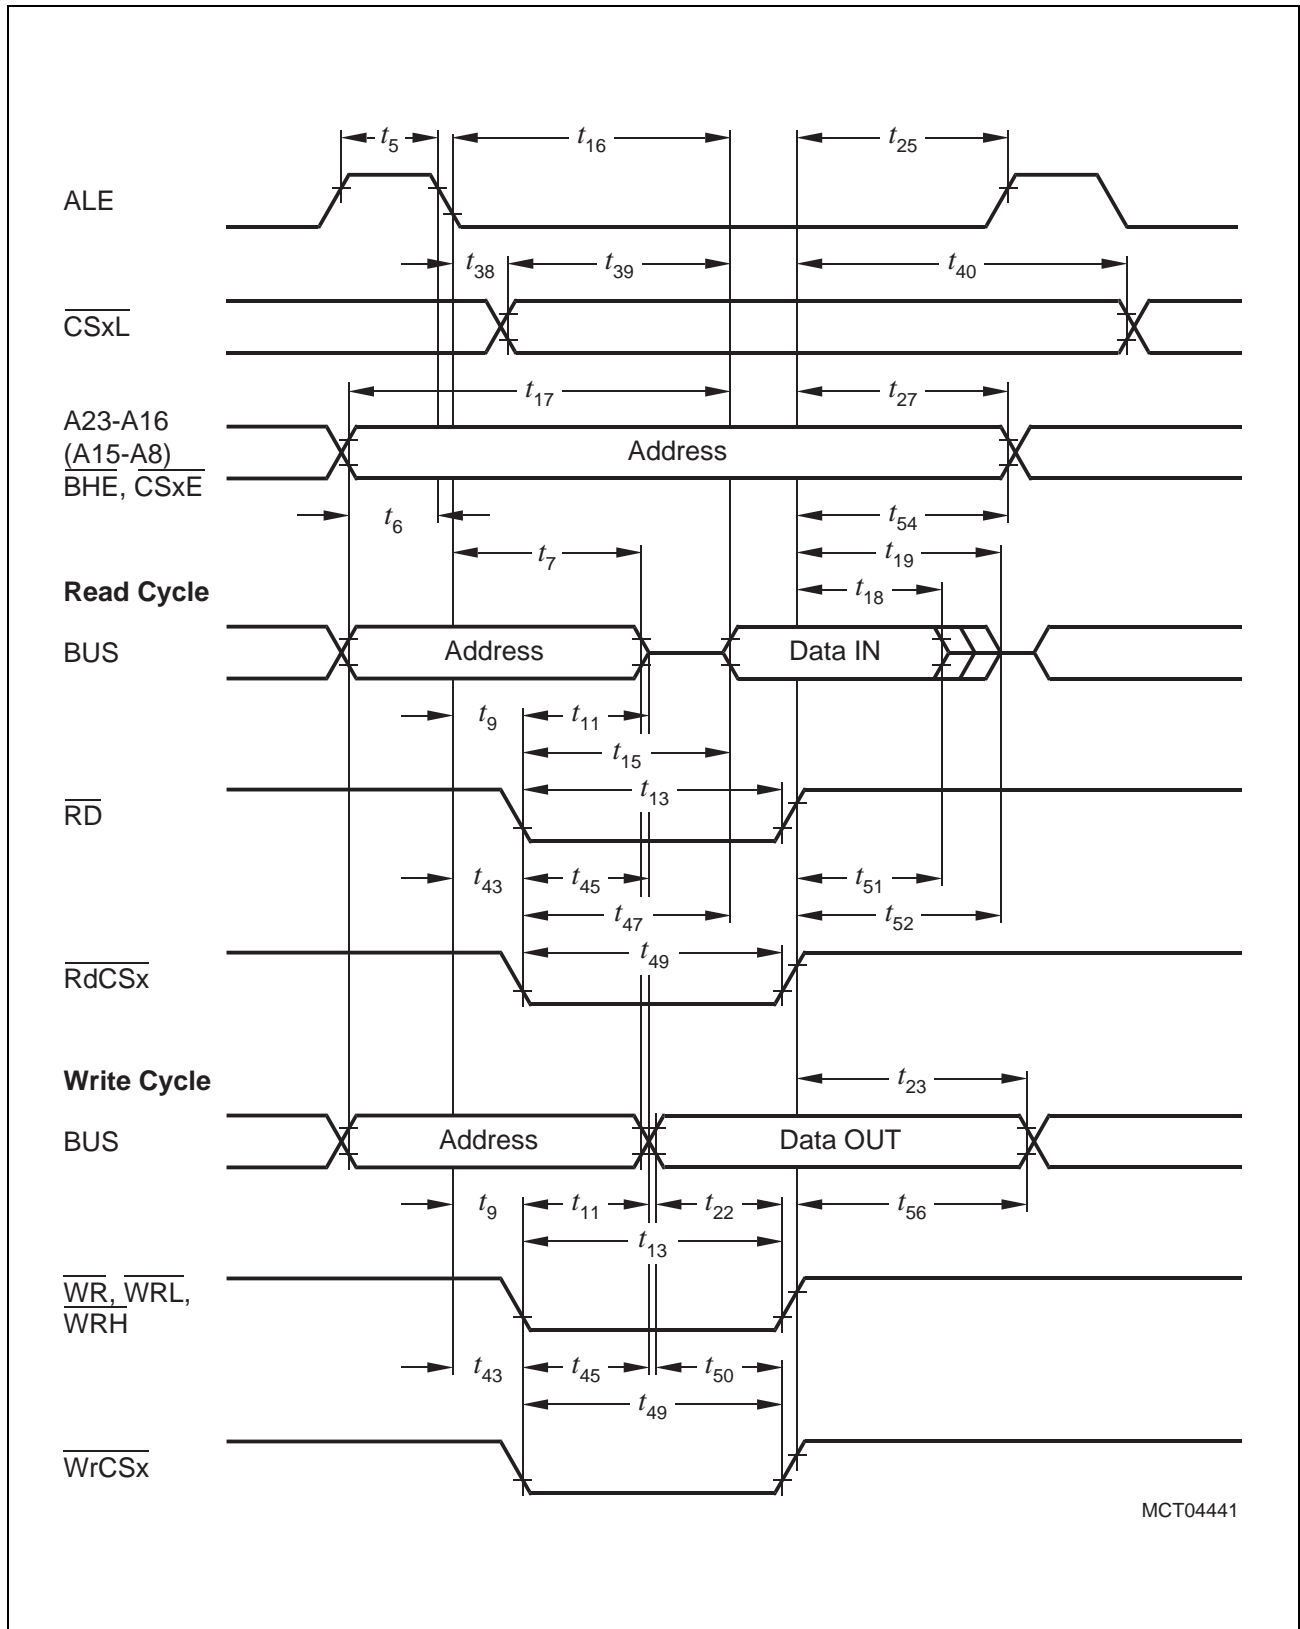 t5 t16 t25
ALE
t38 t39 t40
CSxL
t17 t27
A23-A16
(A15-A8)
BHE, CSxE
Address
t6 t54
t7 t19
Read Cycle
t18
BUS Address Data IN
t9 t11
t15
t13
RD
t43 t45 t51
t47 t52
t49
RdCSx
Write Cycle
t23
BUS Address Data OUT
t9 t11 t22 t56
t13
WR, WRL,
WRH
t43 t45 t50
t49
WrCSx
MCT04441